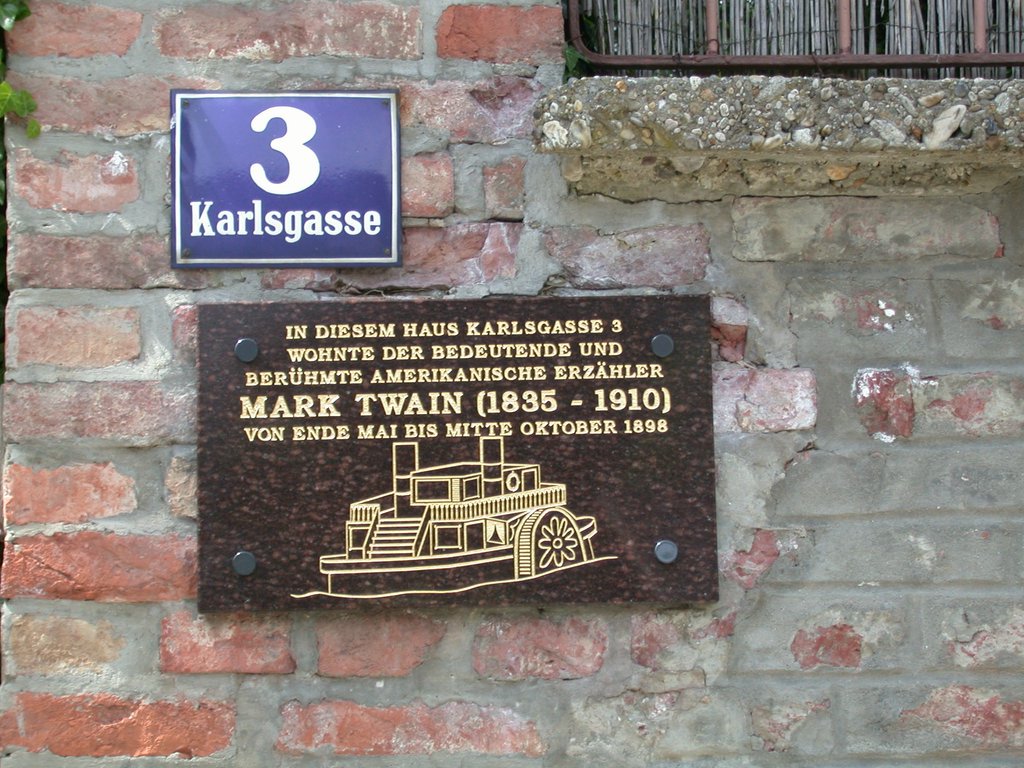 3
Karlsgasse
IN DIESEM HAUS KARLSGASSE 3
WOHNTE DER BEDEUTENDE UND
BERÜHMTE AMERIKANISCHE ERZÄHLER
MARK TWAIN (1835 - 1910)
VON ENDE MAI BIS MITTE OKTOBER 1898